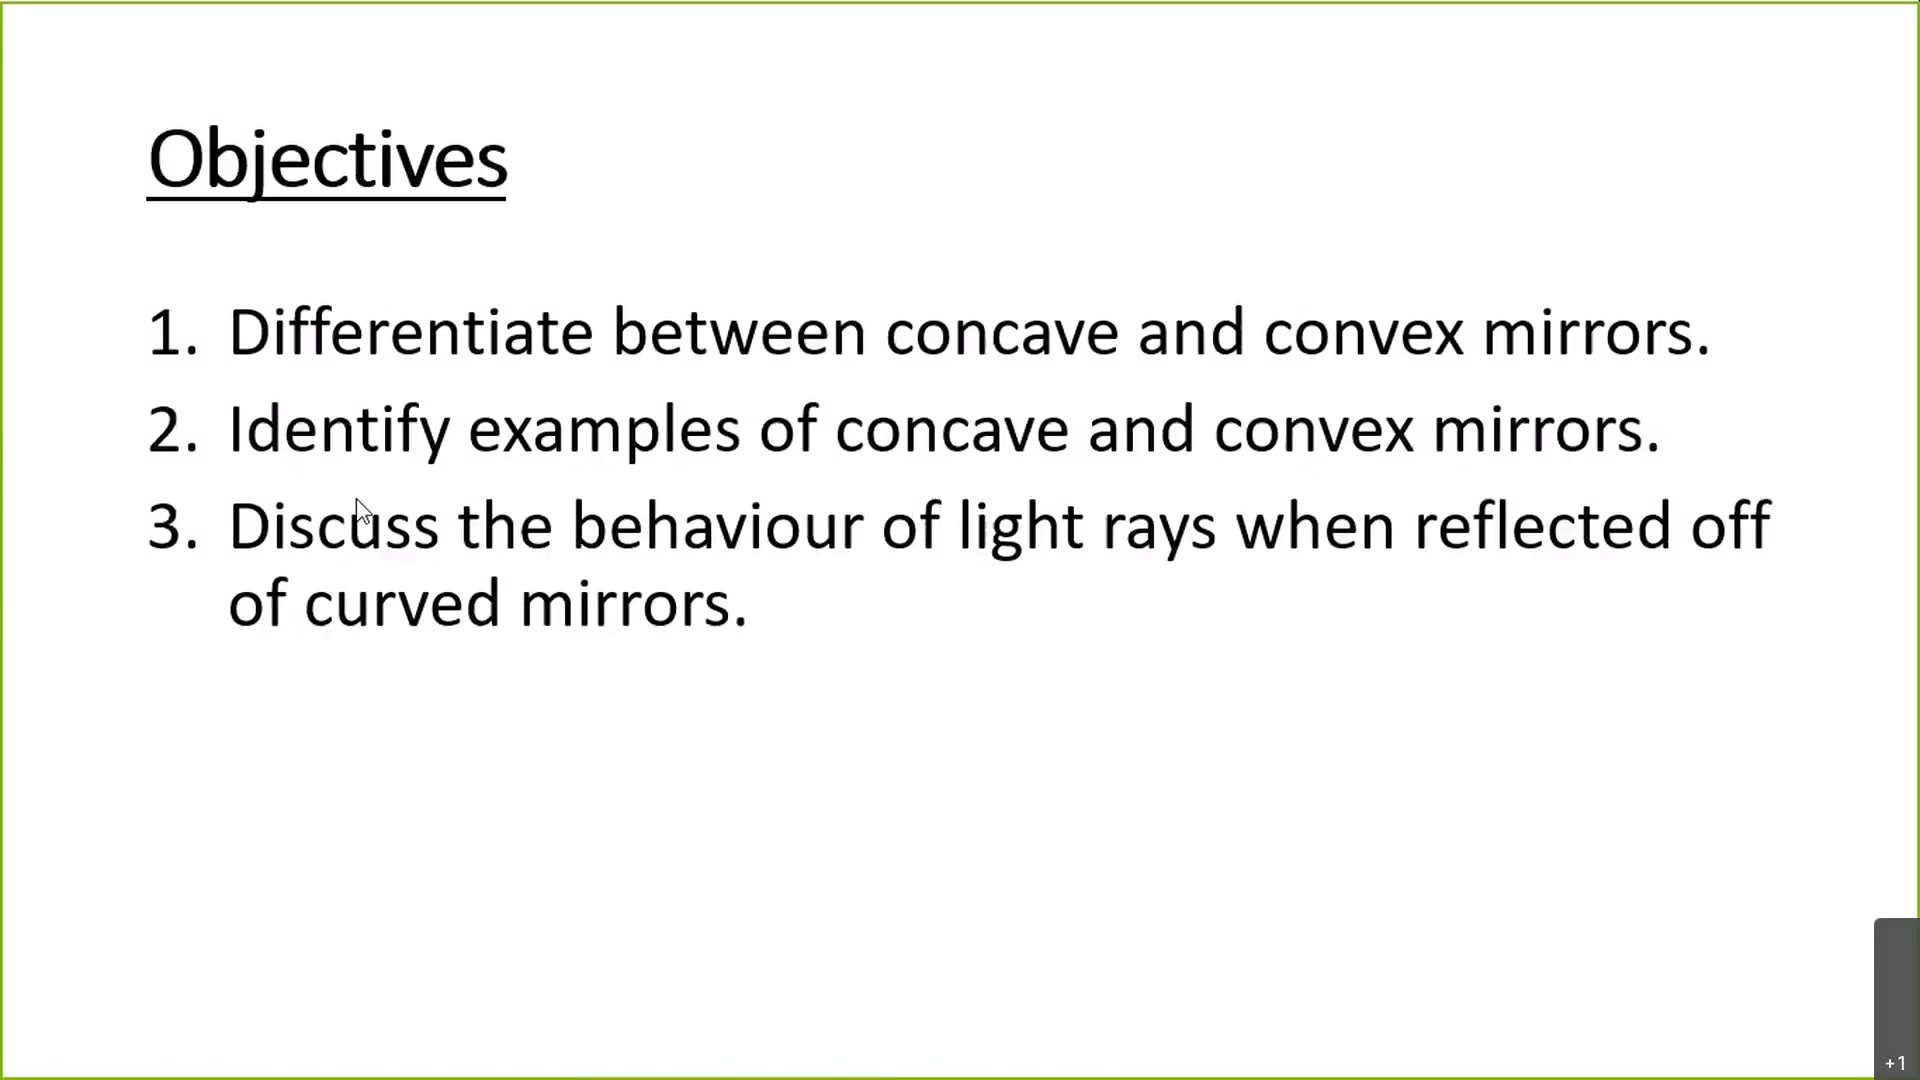 Objectives
1. Differentiate between concave and convex mirrors.
2. Identify examples of concave and convex mirrors.
3. Discuss the behaviour of light rays when reflected off
of curved mirrors.
+1